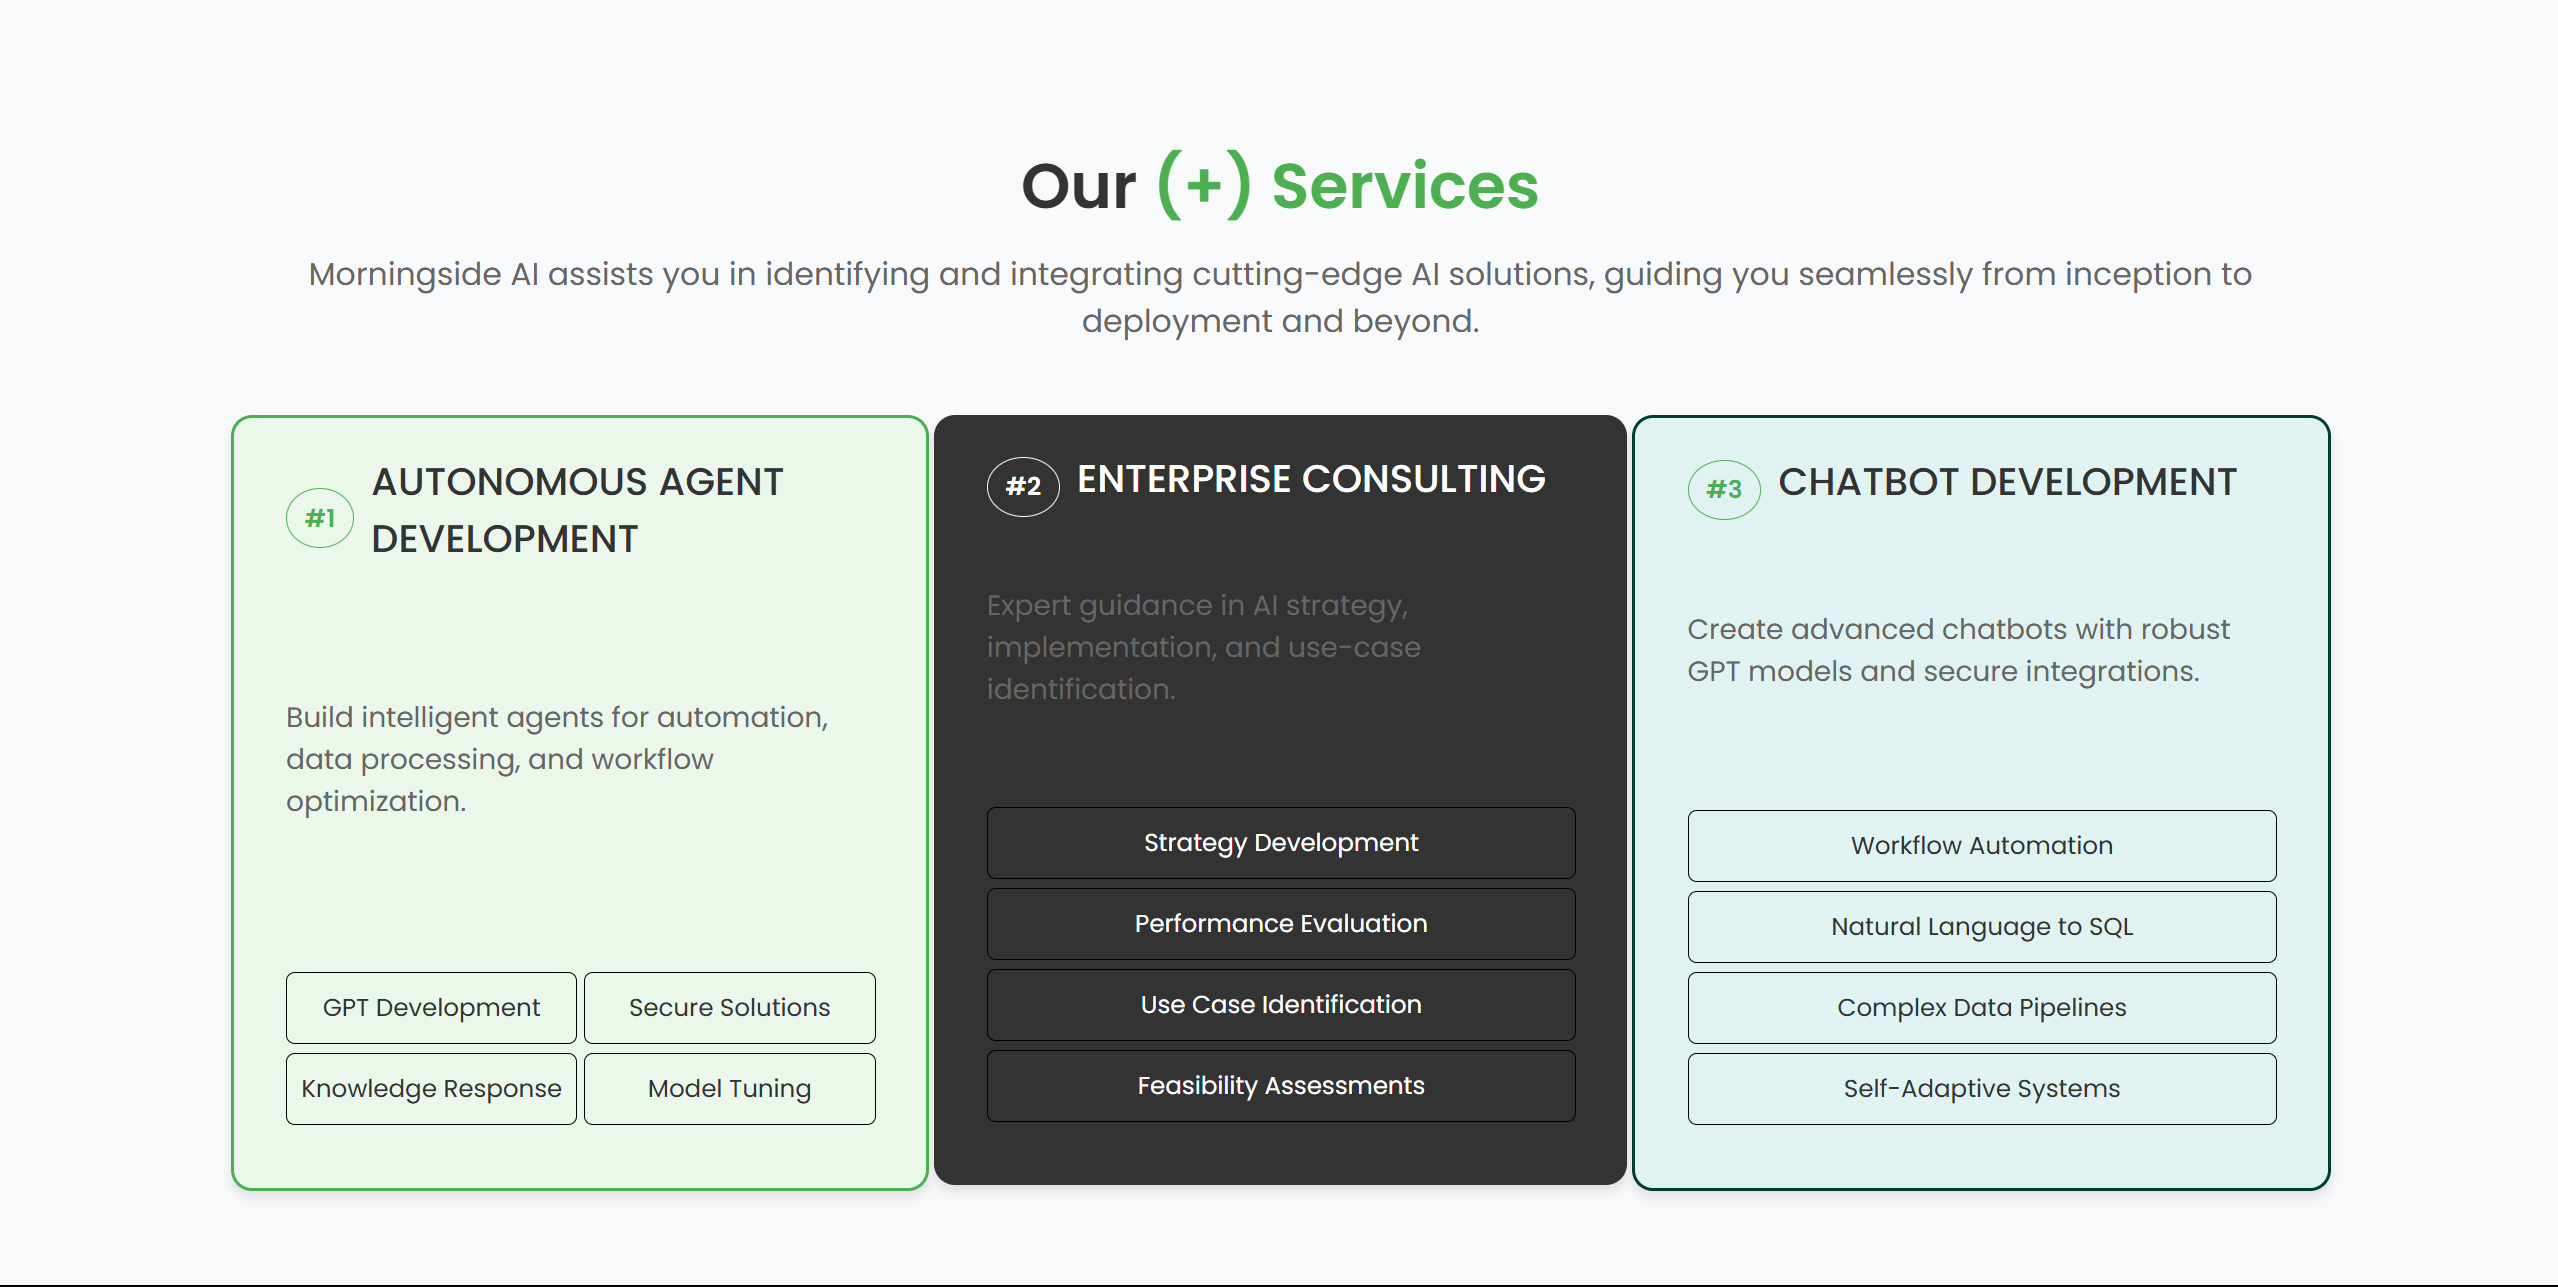 Our (+) Services
Morningside AI assists you in identifying and integrating cutting-edge AI solutions, guiding you seamlessly from inception to
deployment and beyond.
#1
AUTONOMOUS AGENT
DEVELOPMENT
Build intelligent agents for automation,
data processing, and workflow
optimization.
GPT Development
Secure Solutions
Knowledge Response
Model Tuning
#2
ENTERPRISE CONSULTING
Expert guidance in AI strategy,
implementation, and use-case
identification.
Strategy Development
Performance Evaluation
Use Case Identification
Feasibility Assessments
#3
CHATBOT DEVELOPMENT
Create advanced chatbots with robust
GPT models and secure integrations.
Workflow Automation
Natural Language to SQL
Complex Data Pipelines
Self-Adaptive Systems